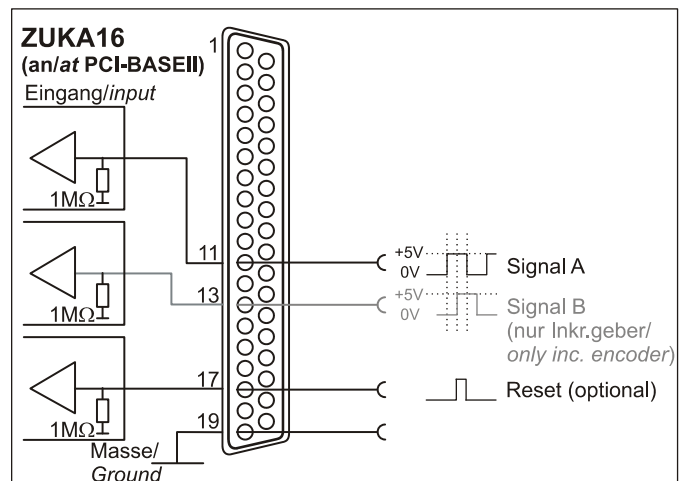 ZUKA16
(an/at PCI-BASEII)
Eingang/input
1
1MΩ
11
+5V
0V
Signal A
13
+5V
0V
Signal B
(nur Inkr.geber/
only inc. encoder)
1MΩ
17
Reset (optional)
1MΩ
19
Masse/
Ground